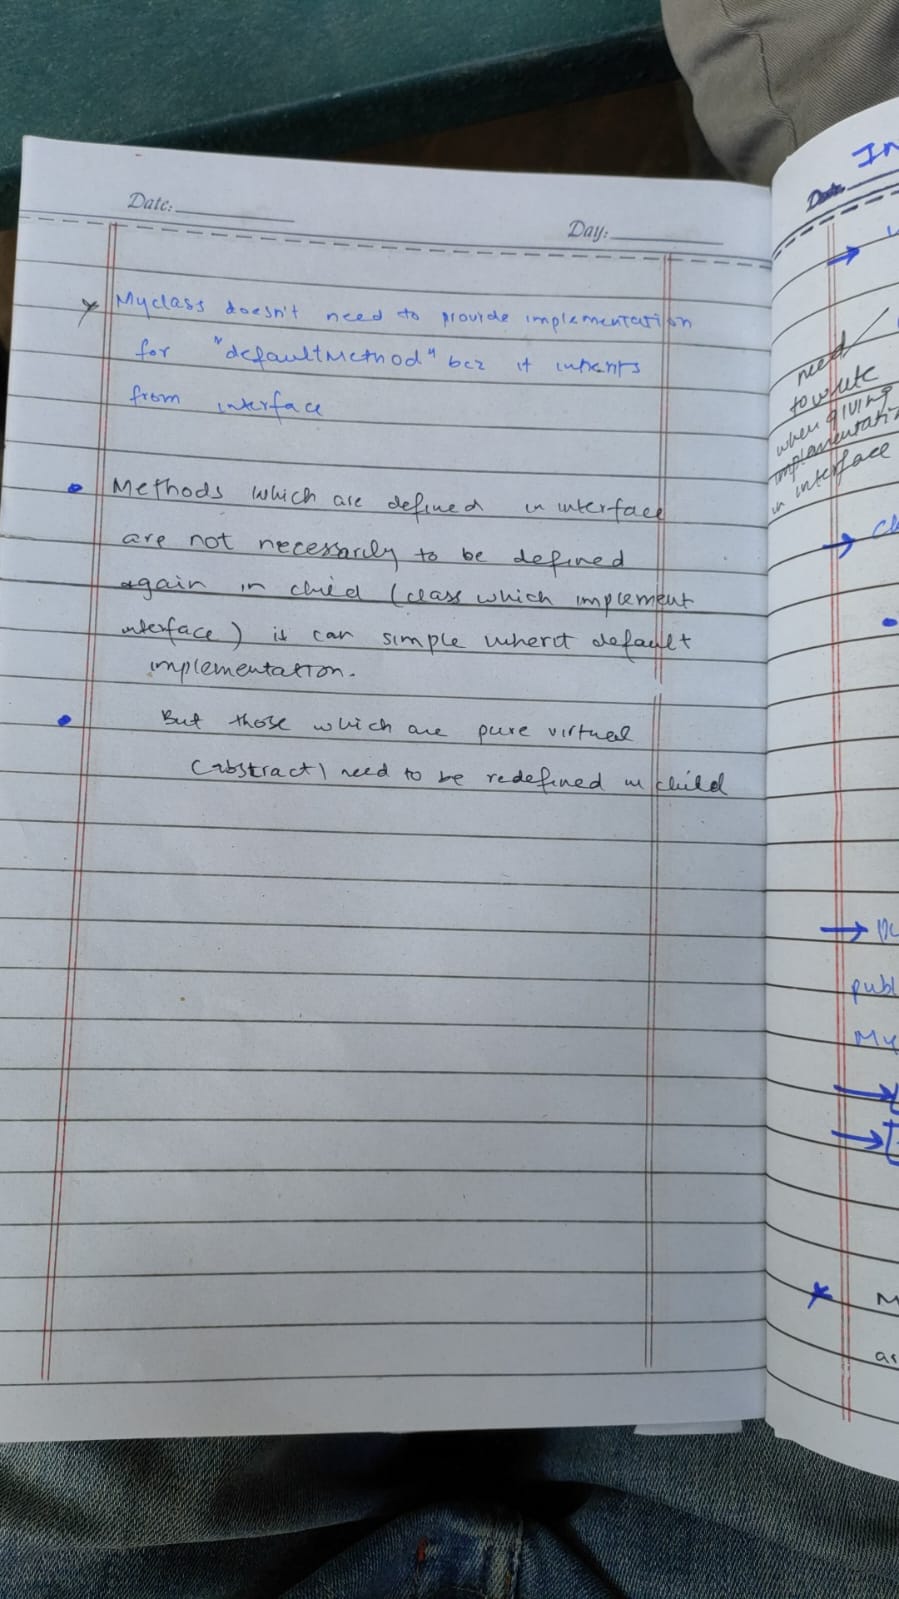 Date:
Day:
Myclass doesn't need to provide implementation
for "defaultMethod" bcz it inherits
from interface
Methods which are defined in interface
are not necessarily to be defined
again in child (class which implement
interface) it can simple inherit default
implementation.
But those which are pure virtual
(abstract) need to be redefined in child
In
Date:
need
to write
when giving
implementatio
in interface
publ
My
M
as